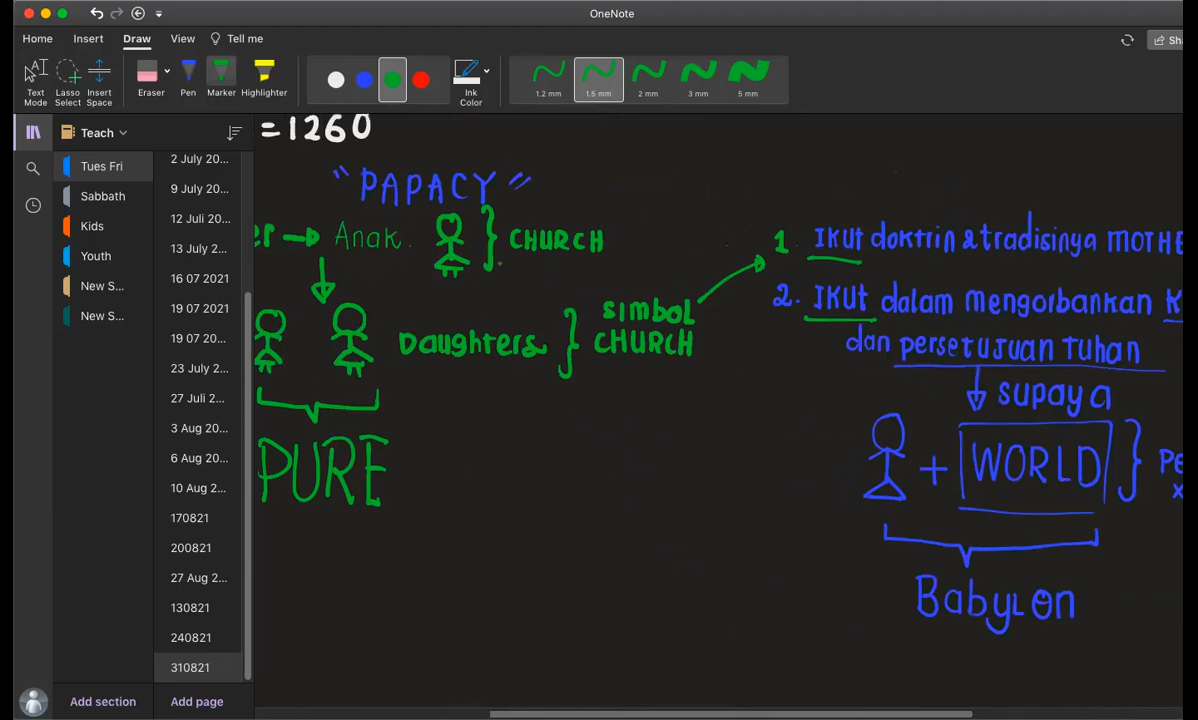 OneNote
Home Insert Draw View Tell me
Sha
Text Mode
Lasso Select
Insert Space
Eraser
Pen
Marker
Highlighter
Ink Color
1.2 mm
1.5 mm
2 mm
3 mm
5 mm
Teach
Tues Fri
Sabbath
Kids
Youth
New S...
New S...
2 July 20...
9 July 202...
12 Juli 20...
13 July 20...
16 07 2021
19 07 2021
19 07 20...
23 July 2...
27 Juli 2...
3 Aug 20...
6 Aug 20...
10 Aug 2...
170821
200821
27 Aug 2...
130821
240821
310821
Add section
Add page
=1260
"PAPACY"
er → Anak } CHURCH
Daughters } simbol CHURCH
PURE
1 IKUT doktrin & tradisinya MOTHE
2. IKUT dalam mengorbankan K
dan persetujuan Tuhan
supaya
+ WORLD } Pe
x
Babylon